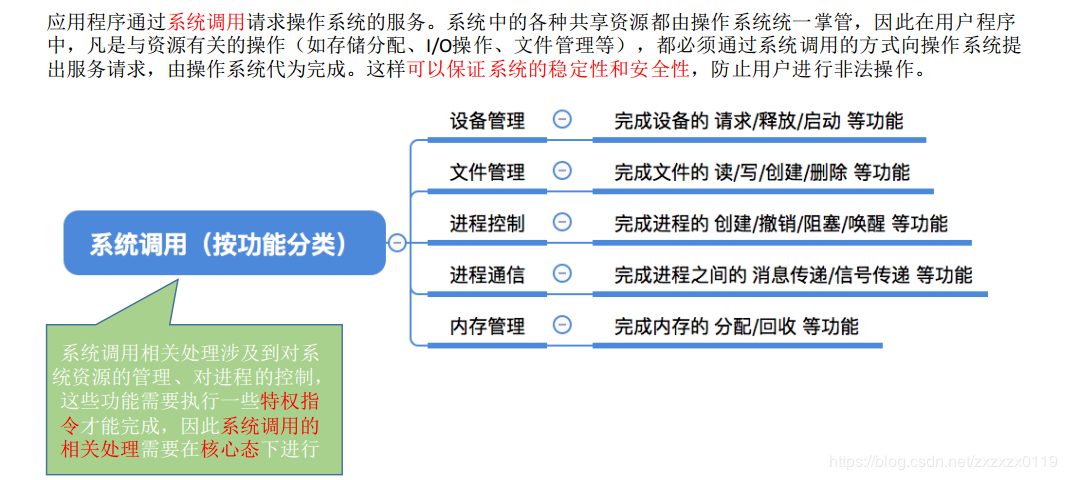 应用程序通过系统调用请求操作系统的服务。系统中的各种共享资源都由操作系统统一掌管，因此在用户程序
中，凡是与资源有关的操作（如存储分配、I/O操作、文件管理等），都必须通过系统调用的方式向操作系统提
出服务请求，由操作系统代为完成。这样可以保证系统的稳定性和安全性，防止用户进行非法操作。
设备管理 完成设备的 请求/释放/启动 等功能
文件管理 完成文件的 读/写/创建/删除 等功能
进程控制 完成进程的 创建/撤销/阻塞/唤醒 等功能
系统调用（按功能分类）
进程通信 完成进程之间的 消息传递/信号传递 等功能
内存管理 完成内存的 分配/回收 等功能
系统调用相关处理涉及到对系
统资源的管理、对进程的控制，
这些功能需要执行一些特权指
令才能完成，因此系统调用的
相关处理需要在核心态下进行
https://blog.csdn.net/zxzxzx0119